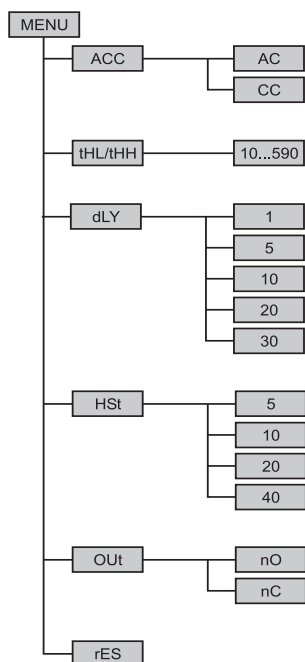 MENU
ACC
AC
CC
tHL/tHH
10...590
dLY
1
5
10
20
30
HSt
5
10
20
40
OUt
nO
nC
rES